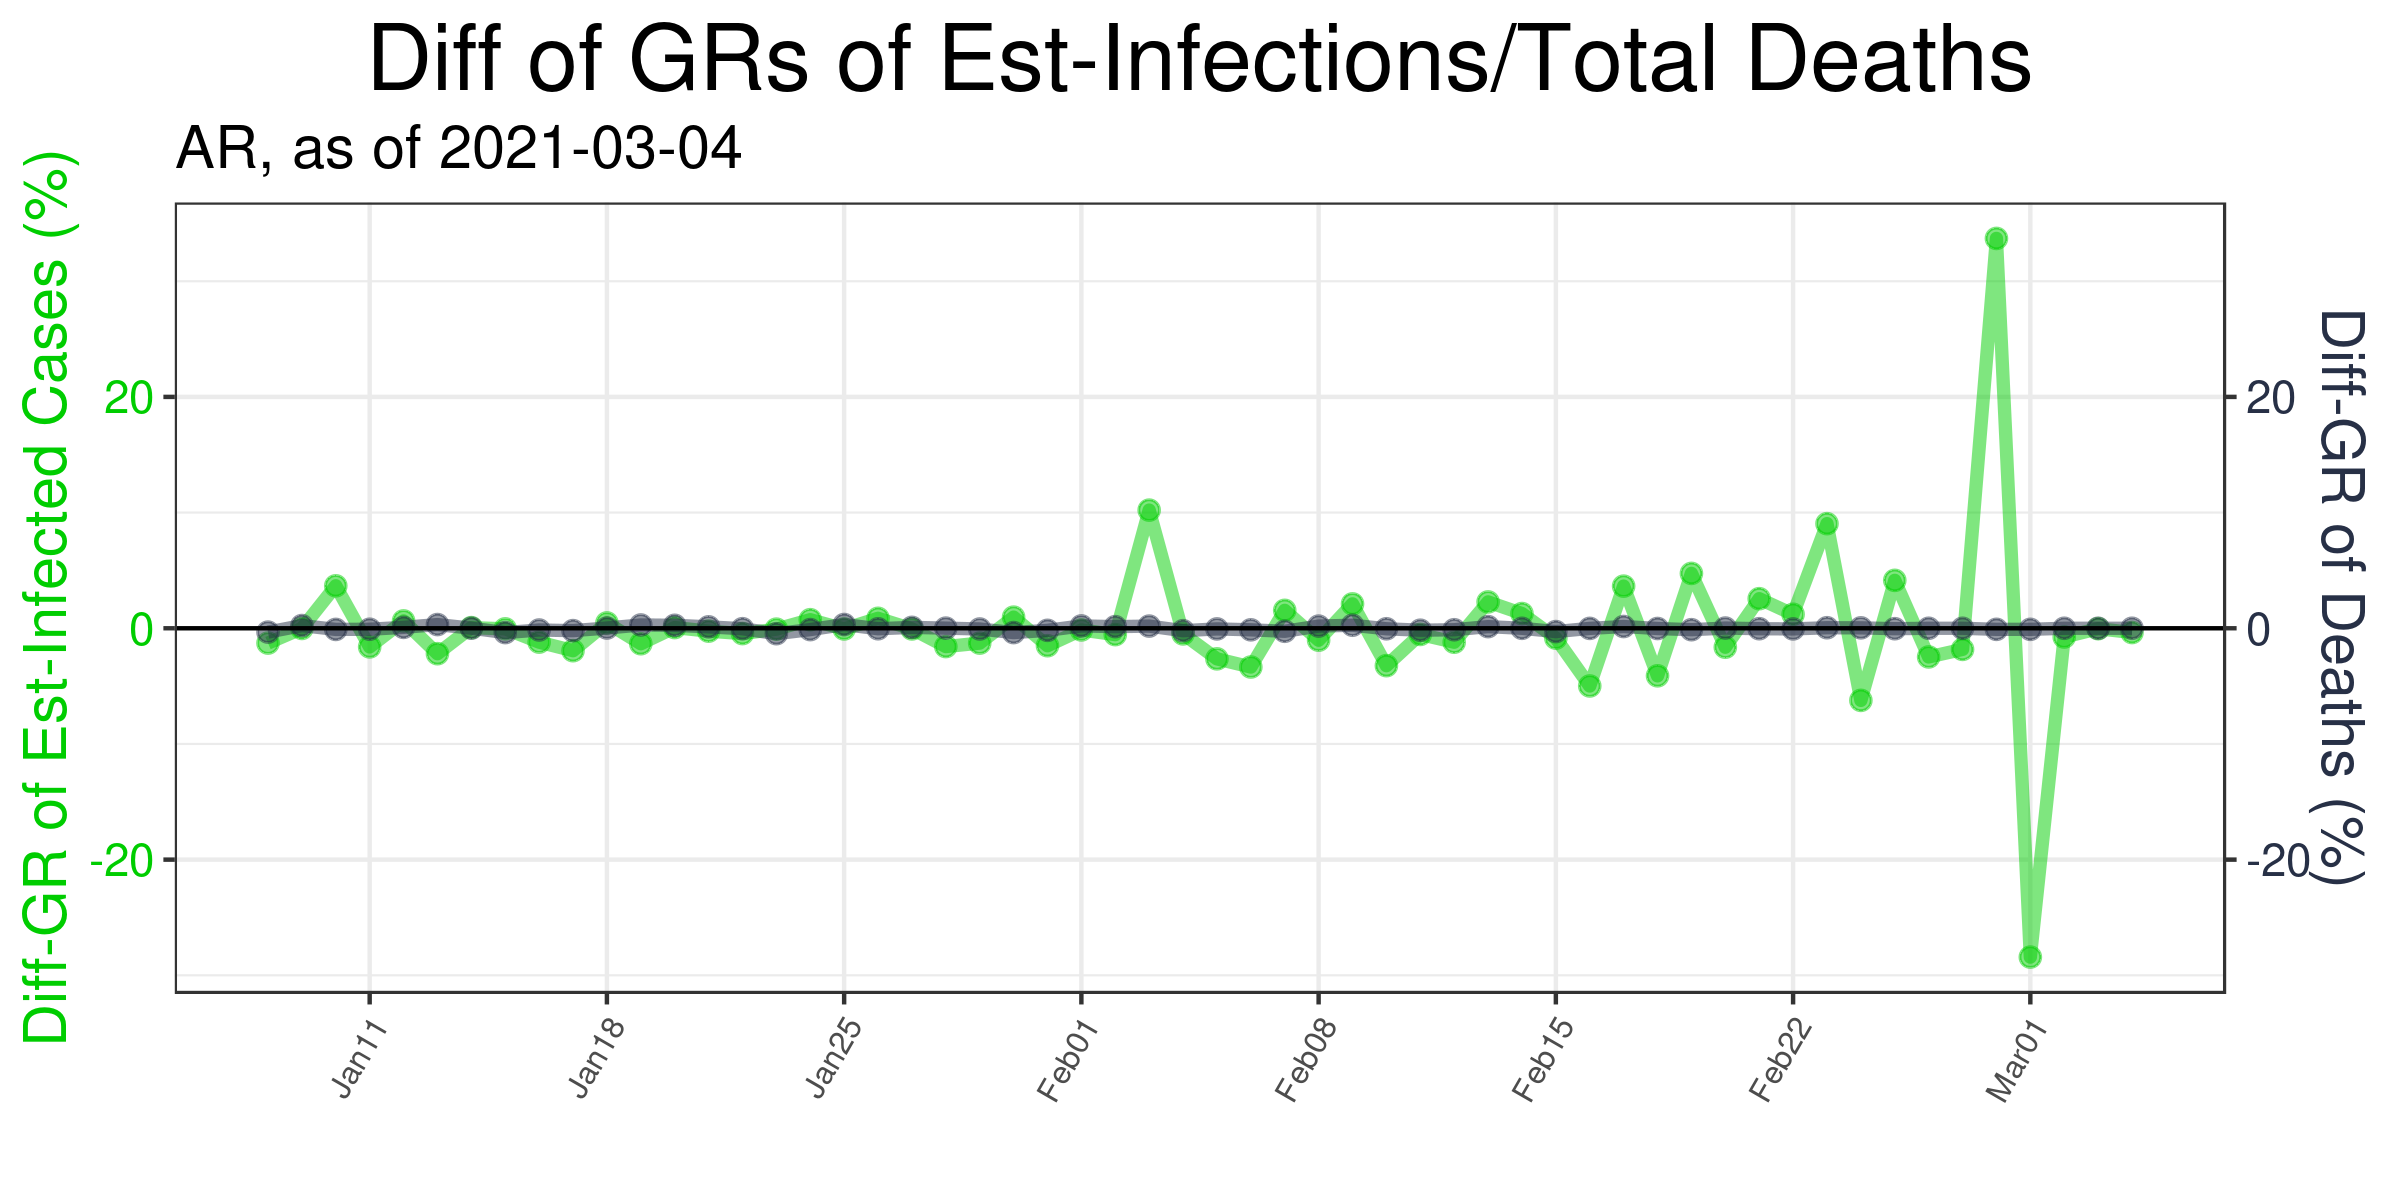 Diff of GRs of Est-Infections/Total Deaths
AR, as of 2021-03-04
Diff-GR of Est-Infected Cases (%)
20
0
-20
20
0
-20
Diff-GR of Deaths (%)
Jan11
Jan18
Jan25
Feb01
Feb08
Feb15
Feb22
Mar01